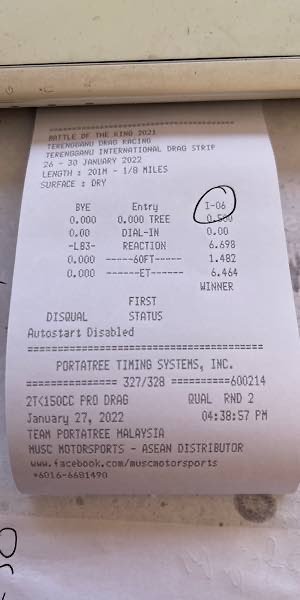 BATTLE OF THE KING 2021
TERENGGANU DRAG RACING
TERENGGANU INTERNATIONAL DRAG STRIP
26 - 30 JANUARY 2022
LENGTH : 201M - 1/8 MILES
SURFACE : DRY
BYE Entry I-06
0.000 0.000 TREE 0.500
0.00 DIAL-IN 0.00
-LB3- REACTION 6.698
0.000 ------60FT----- 1.482
0.000 ------ET----- 6.464
WINNER
FIRST
DISQUAL STATUS
Autostart Disabled
PORTATREE TIMING SYSTEMS, INC.
=============== 327/328 ==========600214
2TK150CC PRO DRAG QUAL RND 2
January 27, 2022 04:38:57 PM
TEAM PORTATREE MALAYSIA
MUSC MOTORSPORTS - ASEAN DISTRIBUTOR
www.facebook.com/muscmotorsports
+6016-6681490